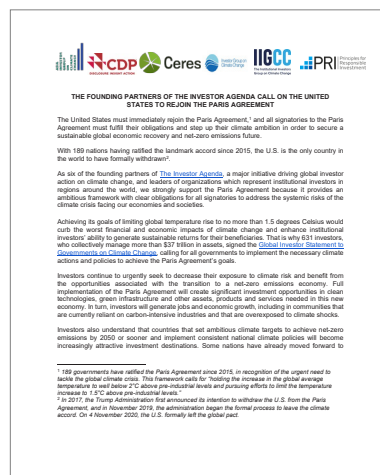 CDP
DISCLOSURE INSIGHT ACTION
Ceres
Investor Group on
Climate Change
IIGCC
The Institutional Investors
Group on Climate Change
PRI Principles for
Responsible
Investment
THE FOUNDING PARTNERS OF THE INVESTOR AGENDA CALL ON THE UNITED
STATES TO REJOIN THE PARIS AGREEMENT
The United States must immediately rejoin the Paris Agreement,1 and all signatories to the Paris
Agreement must fulfill their obligations and step up their climate ambition in order to secure a
sustainable global economic recovery and net-zero emissions future.
With 189 nations having ratified the landmark accord since 2015, the U.S. is the only country in
the world to have formally withdrawn2.
As six of the founding partners of The Investor Agenda, a major initiative driving global investor
action on climate change, and leaders of organizations which represent institutional investors in
regions around the world, we strongly support the Paris Agreement because it provides an
ambitious framework with clear obligations for all signatories to address the systemic risks of the
climate crisis facing our economies and societies.
Achieving its goals of limiting global temperature rise to no more than 1.5 degrees Celsius would
curb the worst financial and economic impacts of climate change and enhance institutional
investors' ability to generate sustainable returns for their beneficiaries. That is why 631 investors,
who collectively manage more than $37 trillion in assets, signed the Global Investor Statement to
Governments on Climate Change, calling for all governments to implement the necessary climate
actions and policies to achieve the Paris Agreement's goals.
Investors continue to urgently seek to decrease their exposure to climate risk and benefit from
the opportunities associated with the transition to a net-zero emissions economy. Full
implementation of the Paris Agreement will create significant investment opportunities in clean
technologies, green infrastructure and other assets, products and services needed in this new
economy. In turn, investors will generate jobs and economic growth, including in communities that
are currently reliant on carbon-intensive industries and that are overexposed to climate shocks.
Investors also understand that countries that set ambitious climate targets to achieve net-zero
emissions by 2050 or sooner and implement consistent national climate policies will become
increasingly attractive investment destinations. Some nations have already moved forward to
1 189 governments have ratified the Paris Agreement since 2015, in recognition of the urgent need to
tackle the global climate crisis. This framework calls for "holding the increase in the global average
temperature to well below 2°C above pre-industrial levels and pursuing efforts to limit the temperature
increase to 1.5°C above pre-industrial levels."
2 In 2017, the Trump Administration first announced its intention to withdraw the U.S. from the Paris
Agreement, and in November 2019, the administration began the formal process to leave the climate
accord. On 4 November 2020, the U.S. formally left the global pact.